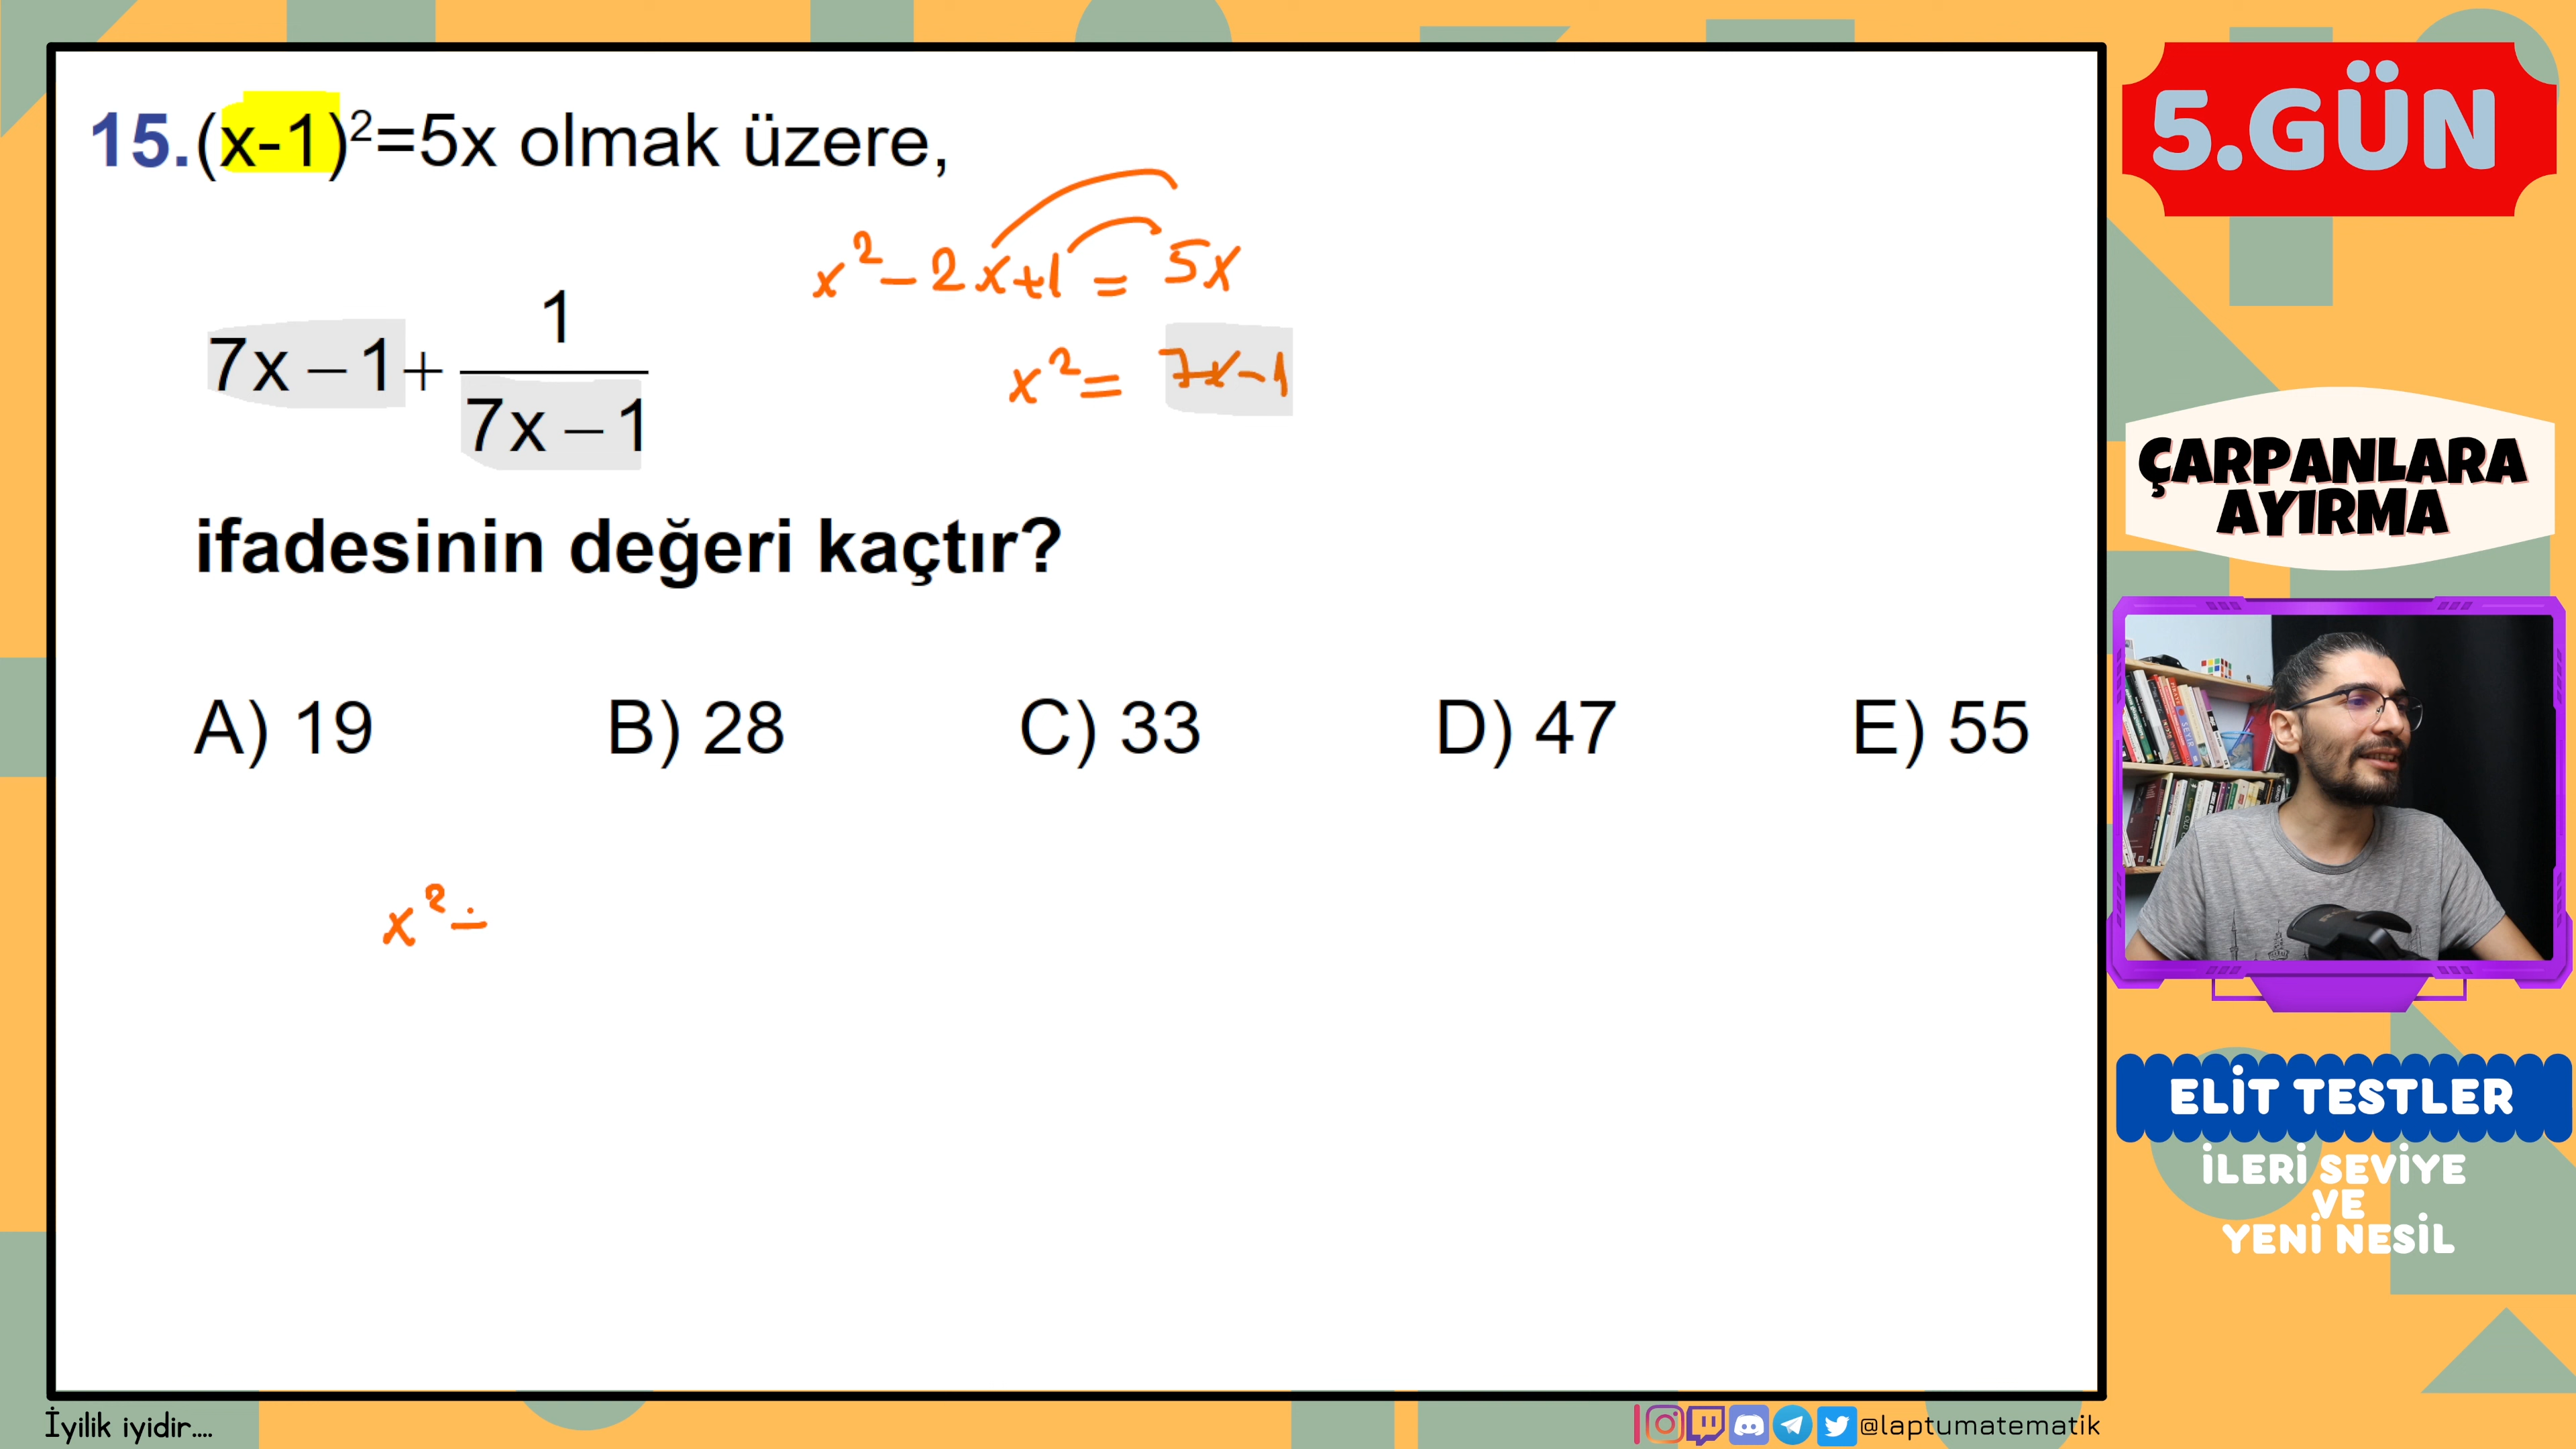 15.(x-1)²=5x olmak üzere,
x²-2x+1 = 5x
7x – 1 + 1/(7x – 1)
x² = 7x-1
ifadesinin değeri kaçtır?
A) 19 B) 28 C) 33 D) 47 E) 55
x²
5.GÜN
ÇARPANLARA
AYIRMA
ELİT TESTLER
İLERİ SEVİYE
VE
YENİ NESİL
İyilik iyidir....
@laptumatematik